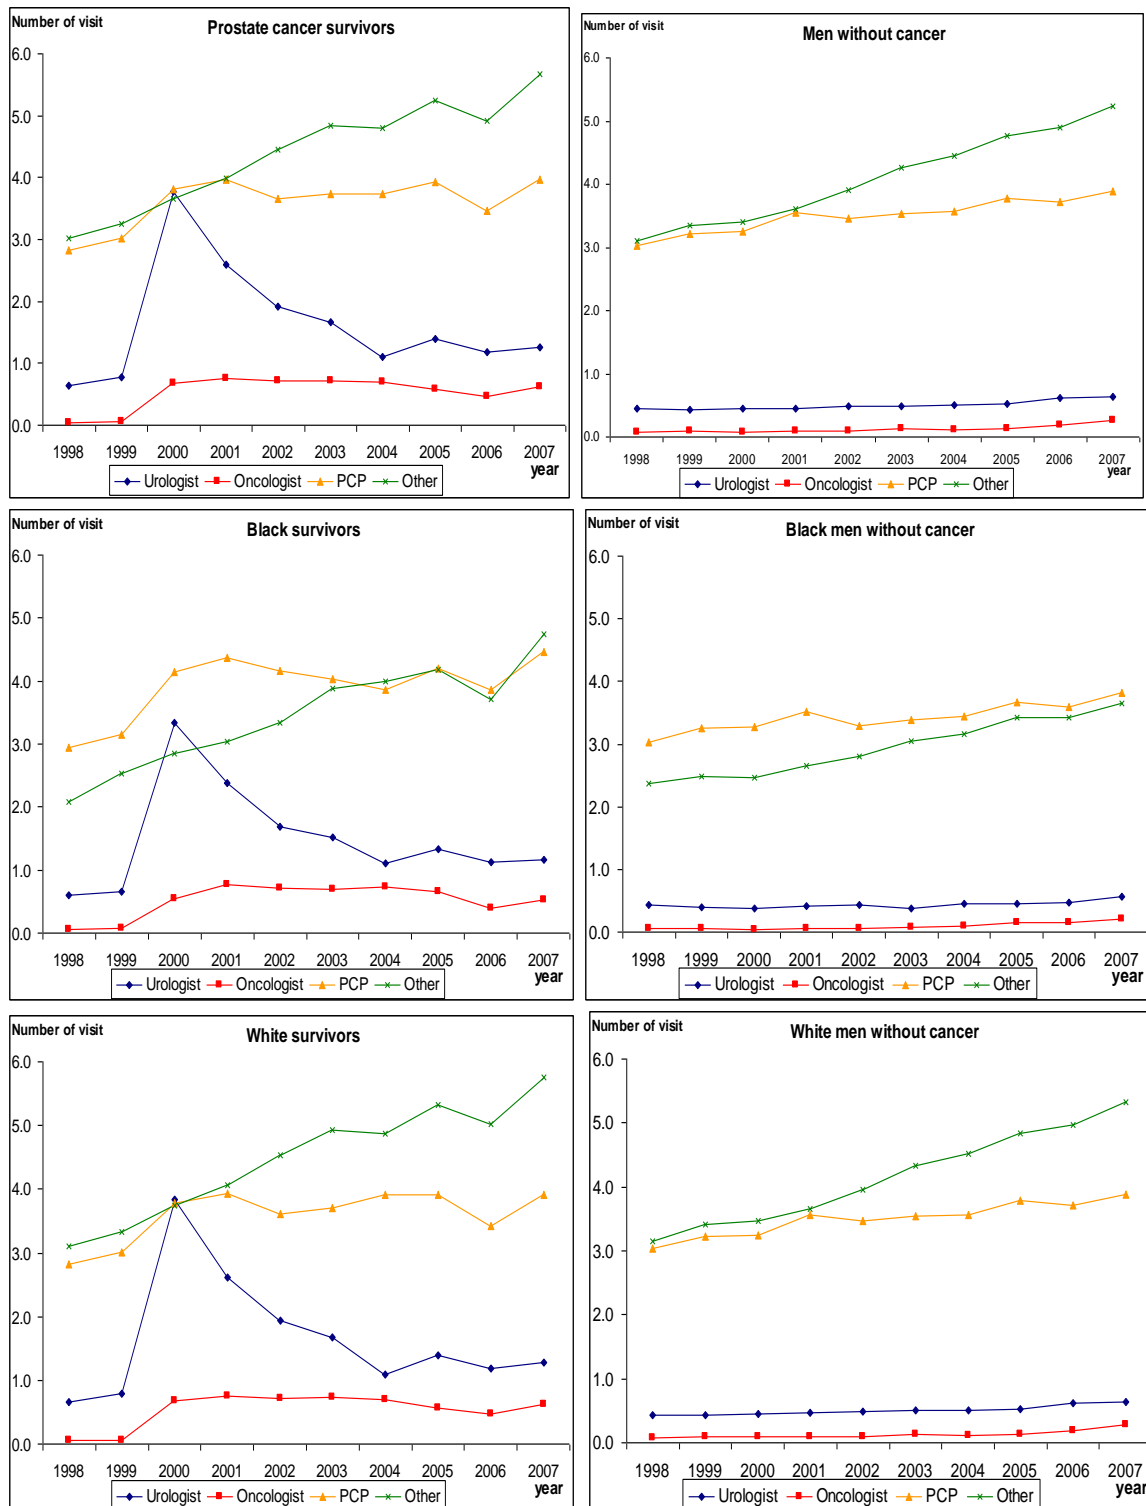 Number of visit
Prostate cancer survivors
6.0
5.0
4.0
3.0
2.0
1.0
0.0
1998 1999 2000 2001 2002 2003 2004 2005 2006 2007
year
Urologist Oncologist PCP Other
Number of visit
Men without cancer
6.0
5.0
4.0
3.0
2.0
1.0
0.0
1998 1999 2000 2001 2002 2003 2004 2005 2006 2007
year
Urologist Oncologist PCP Other
Number of visit
Black survivors
6.0
5.0
4.0
3.0
2.0
1.0
0.0
1998 1999 2000 2001 2002 2003 2004 2005 2006 2007
year
Urologist Oncologist PCP Other
Number of visit
Black men without cancer
6.0
5.0
4.0
3.0
2.0
1.0
0.0
1998 1999 2000 2001 2002 2003 2004 2005 2006 2007
year
Urologist Oncologist PCP Other
Number of visit
White survivors
6.0
5.0
4.0
3.0
2.0
1.0
0.0
1998 1999 2000 2001 2002 2003 2004 2005 2006 2007
year
Urologist Oncologist PCP Other
Number of visit
White men without cancer
6.0
5.0
4.0
3.0
2.0
1.0
0.0
1998 1999 2000 2001 2002 2003 2004 2005 2006 2007
year
Urologist Oncologist PCP Other